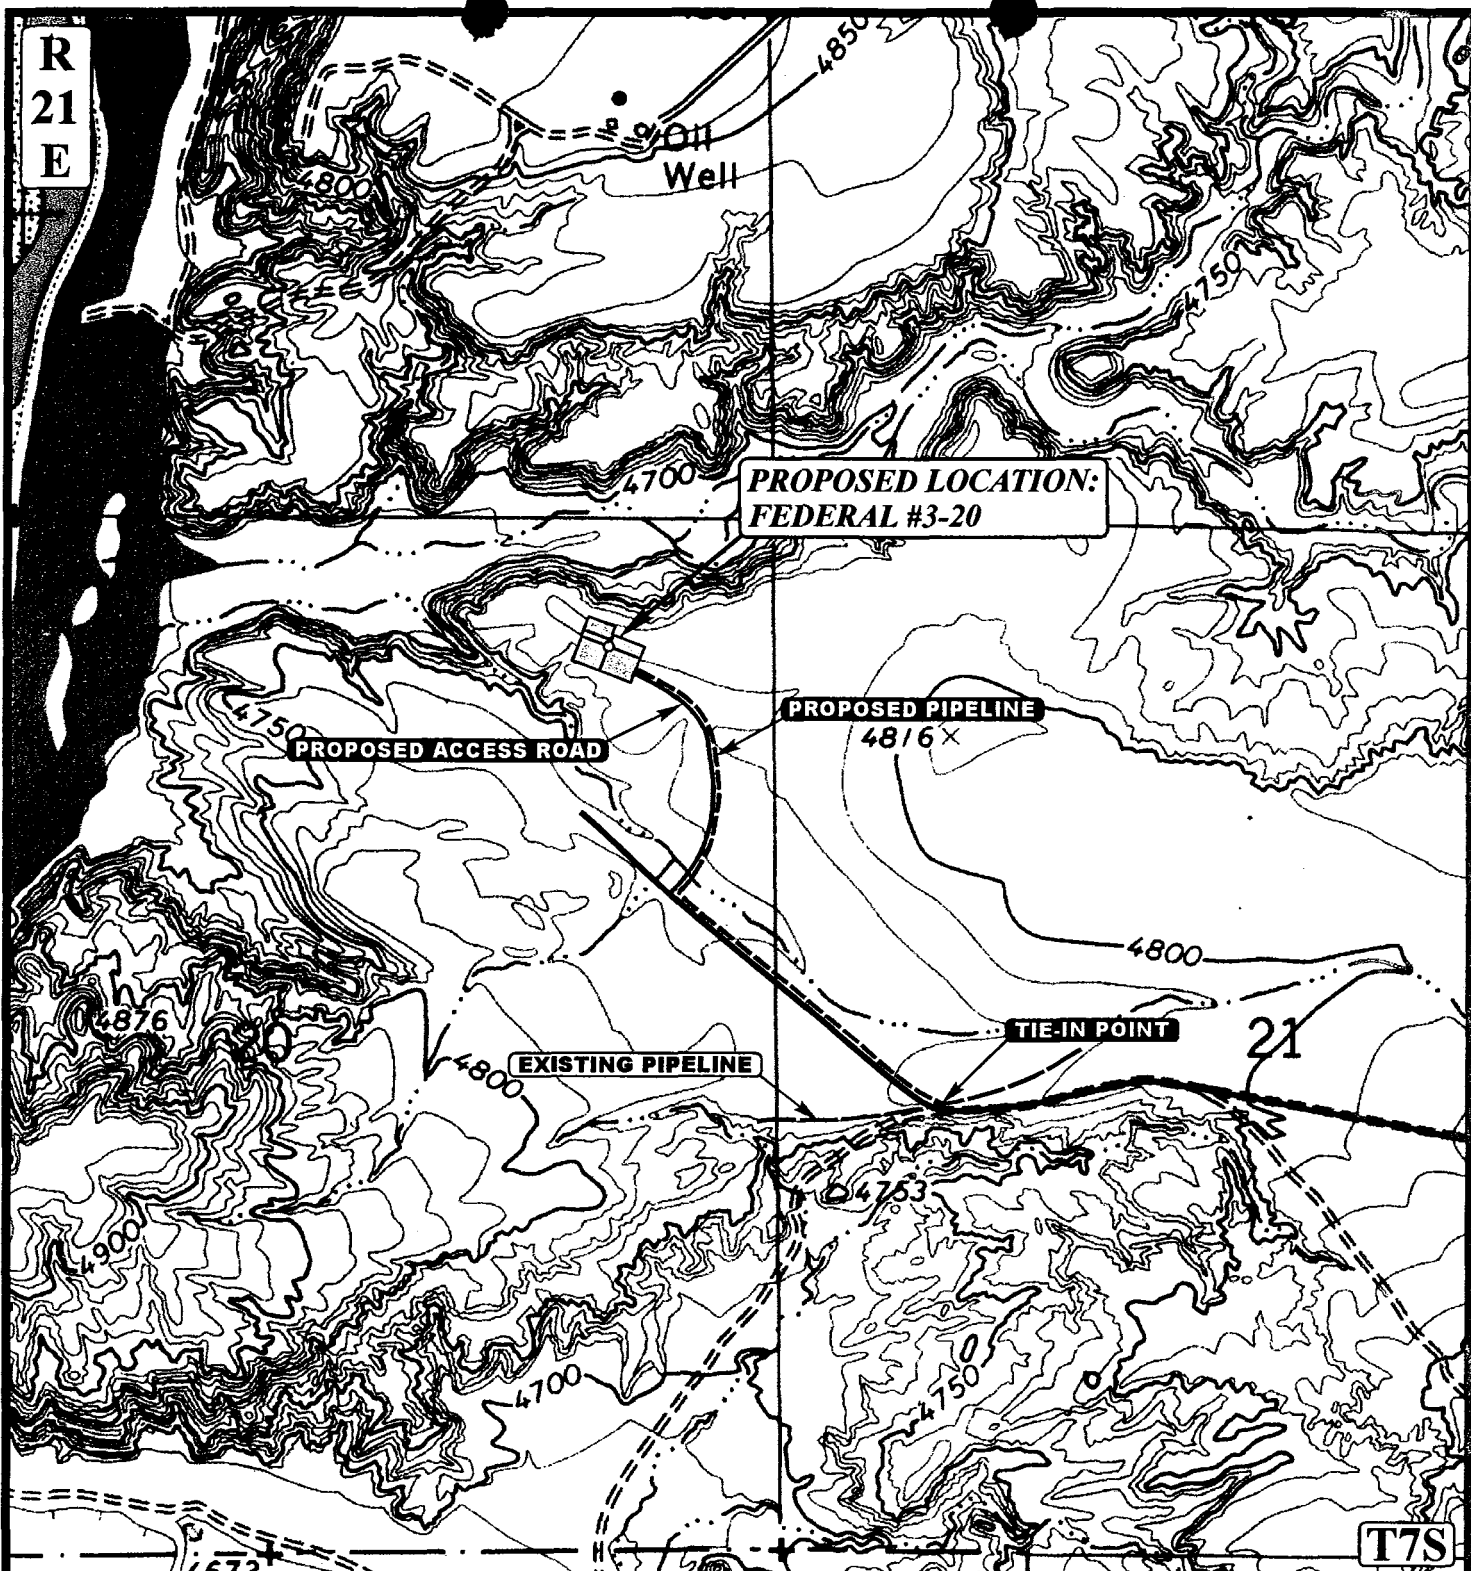 R
21
E
4850
Oil
Well
4800
4750
4700
PROPOSED LOCATION:
FEDERAL #3-20
PROPOSED PIPELINE
4816
4750
PROPOSED ACCESS ROAD
4800
4876
20
TIE-IN POINT
21
EXISTING PIPELINE
4800
4753
4900
4700
4750
T7S
4673